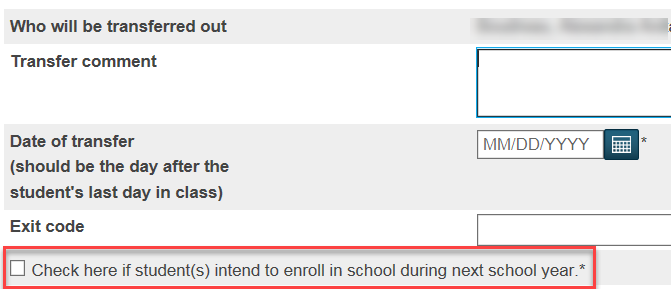 Who will be transferred out
Transfer comment
Date of transfer
(should be the day after the
student's last day in class)
MM/DD/YYYY *
Exit code
Check here if student(s) intend to enroll in school during next school year.*